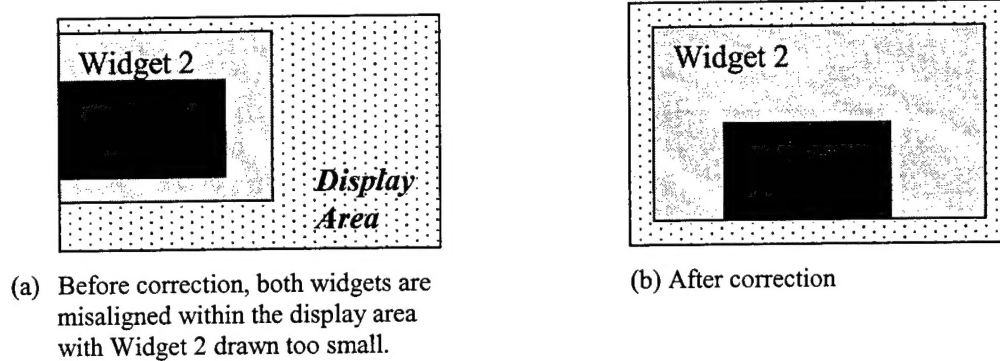 Widget 2
Display
Area
Widget 2
(a) Before correction, both widgets are
misaligned within the display area
with Widget 2 drawn too small.
(b) After correction